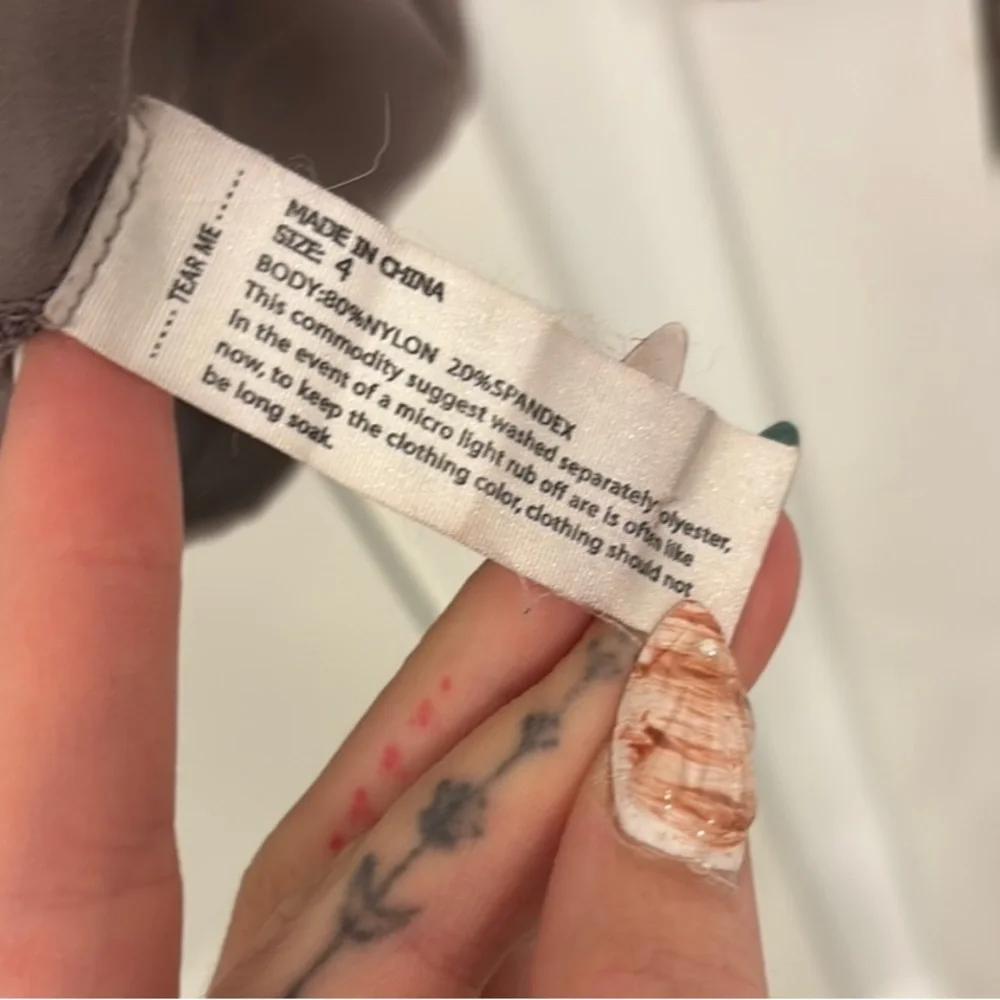 ..... TEAR ME .....
MADE IN CHINA
SIZE: 4
BODY:80%NYLON 20%SPANDEX
This commodity suggest washed separately olyester,
In the event of a micro light rub off are is often like
now, to keep the clothing color, clothing should not
be long soak.